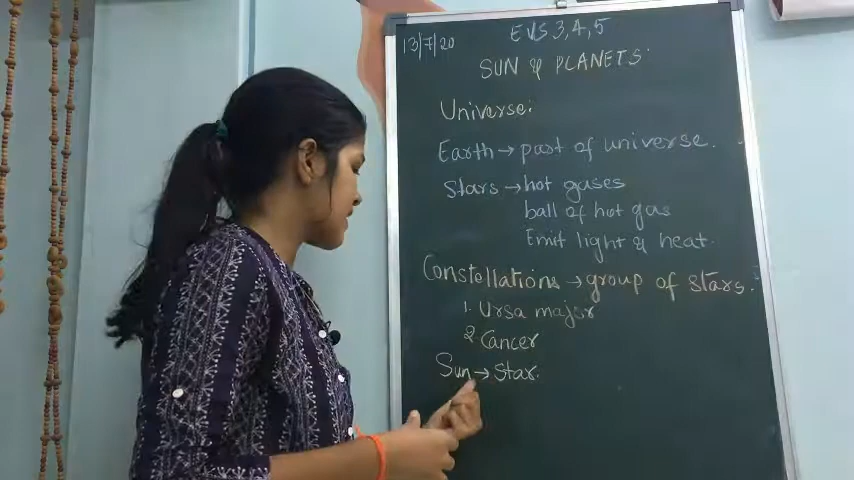 13/7/20
EVS 3,4,5
SUN & PLANETS:
Universe:
Earth → part of universe.
Stars → hot gases
ball of hot gas
Emit light & heat.
Constellations → group of stars.
1. Ursa major
2 Cancer
Sun → Star.